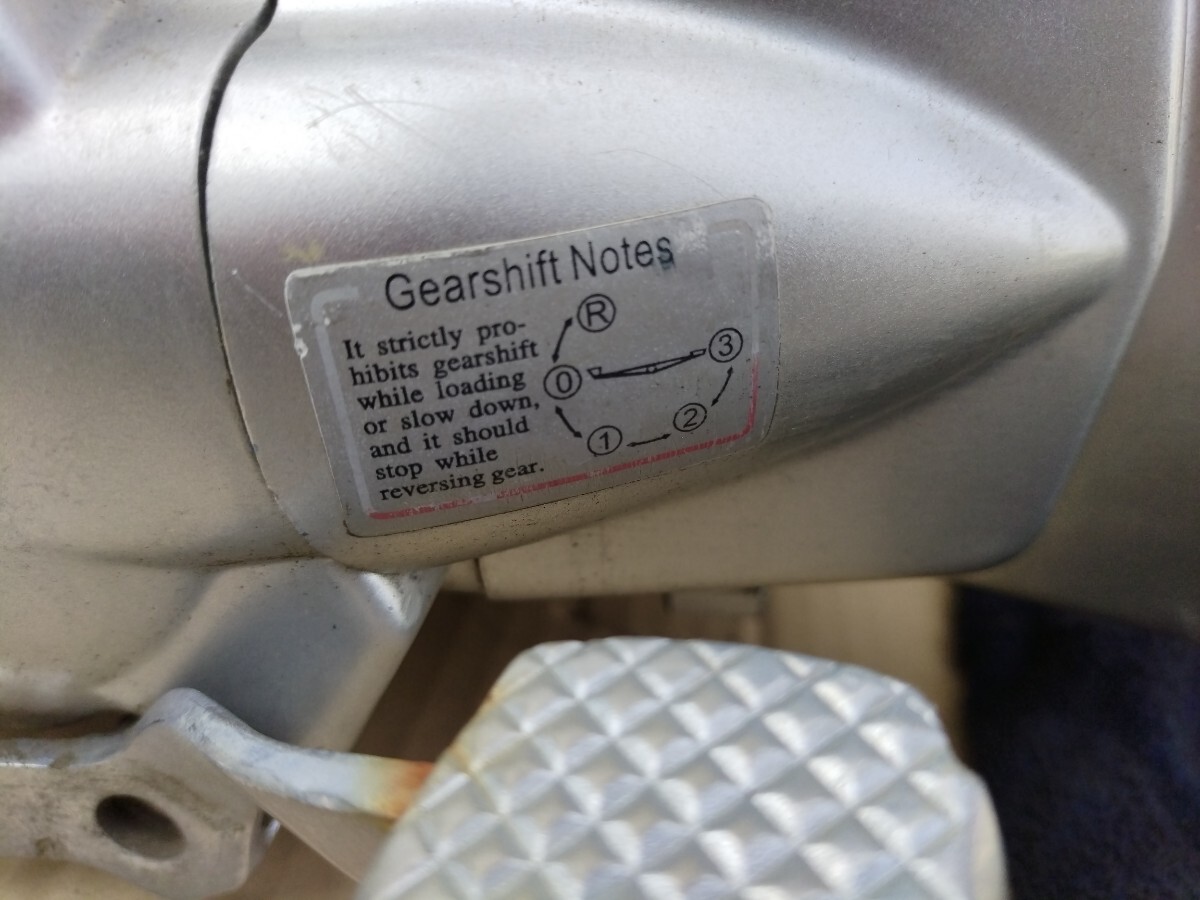 Gearshift Notes
It strictly pro-
hibits gearshift
while loading
or slow down,
and it should
stop while
reversing gear.
R
0
3
1
2